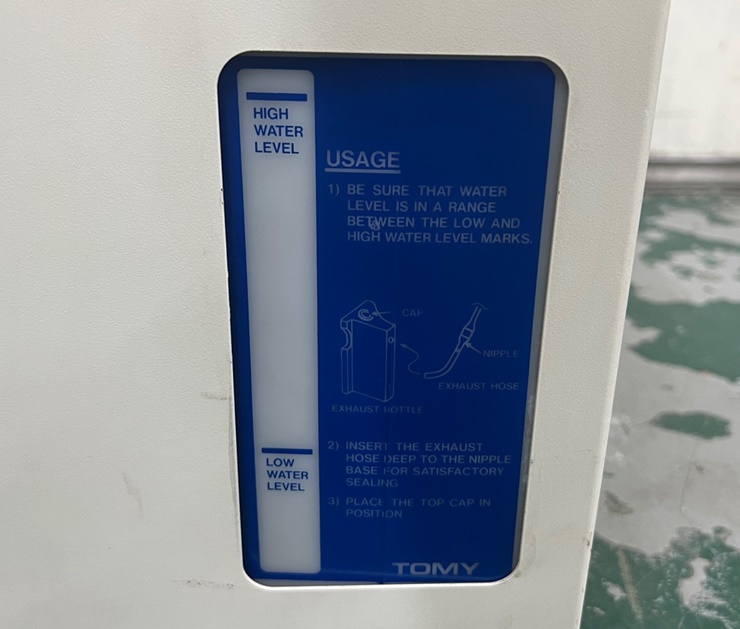 HIGH
WATER
LEVEL
USAGE
1) BE SURE THAT WATER
LEVEL IS IN A RANGE
BETWEEN THE LOW AND
HIGH WATER LEVEL MARKS.
CAP
NIPPLE
EXHAUST HOSE
EXHAUST BOTTLE
LOW
WATER
LEVEL
2) INSERT THE EXHAUST
HOSE DEEP TO THE NIPPLE
BASE FOR SATISFACTORY
SEALING
3) PLACE THE TOP CAP IN
POSITION
TOMY